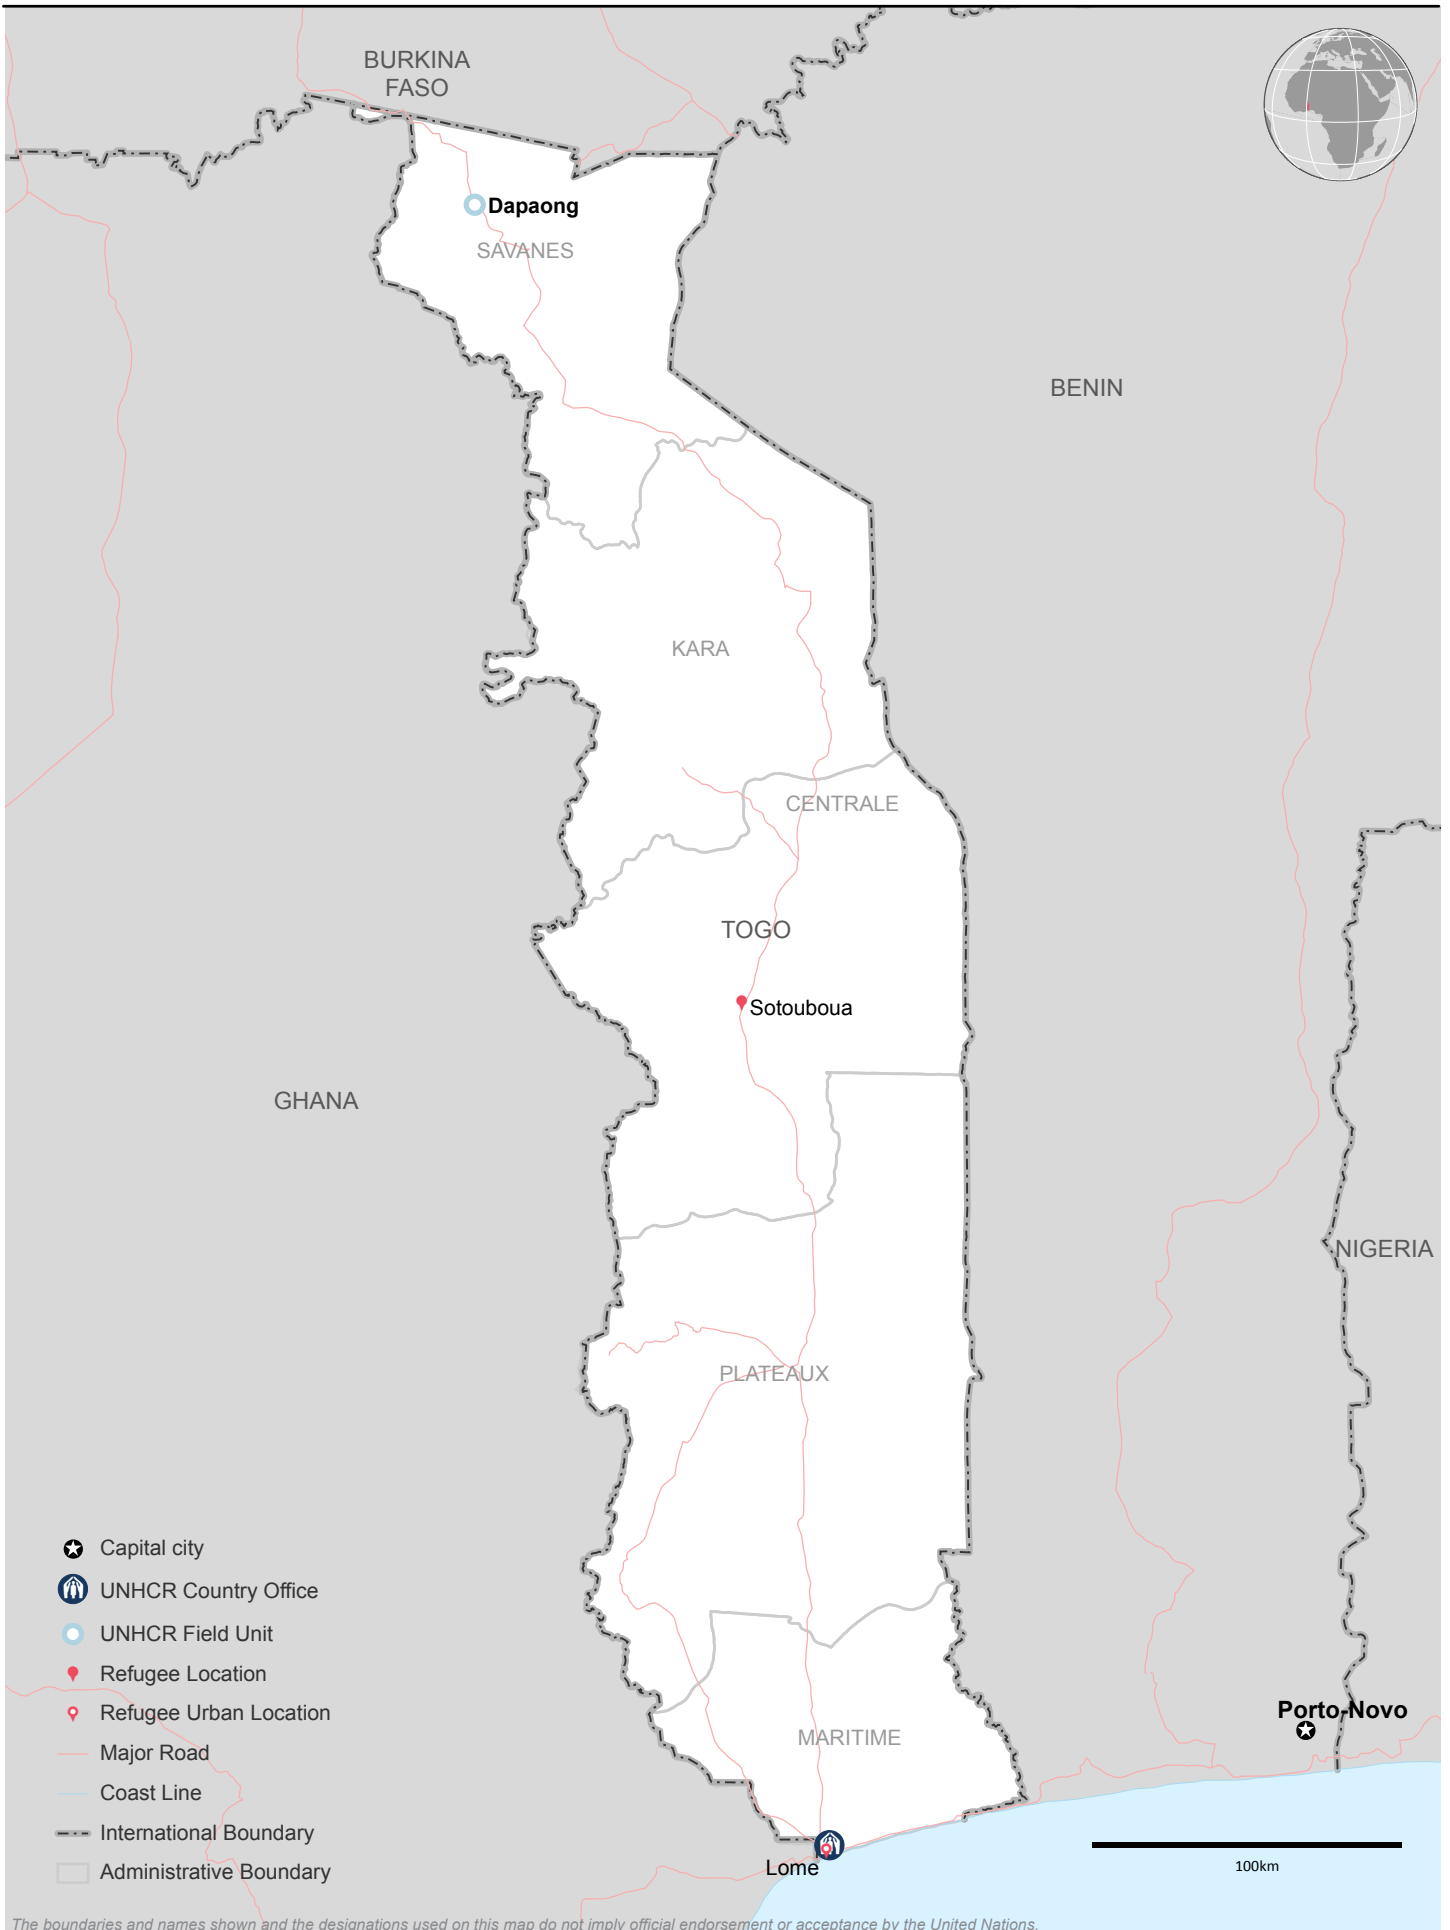 BURKINA
FASO
Dapaong
SAVANES
BENIN
KARA
CENTRALE
TOGO
Sotouboua
GHANA
NIGERIA
PLATEAUX
Capital city
UNHCR Country Office
UNHCR Field Unit
Refugee Location
Refugee Urban Location
Major Road
Coast Line
International Boundary
Administrative Boundary
Porto-Novo
MARITIME
Lome
100km
The boundaries and names shown and the designations used on this map do not imply official endorsement or acceptance by the United Nations.